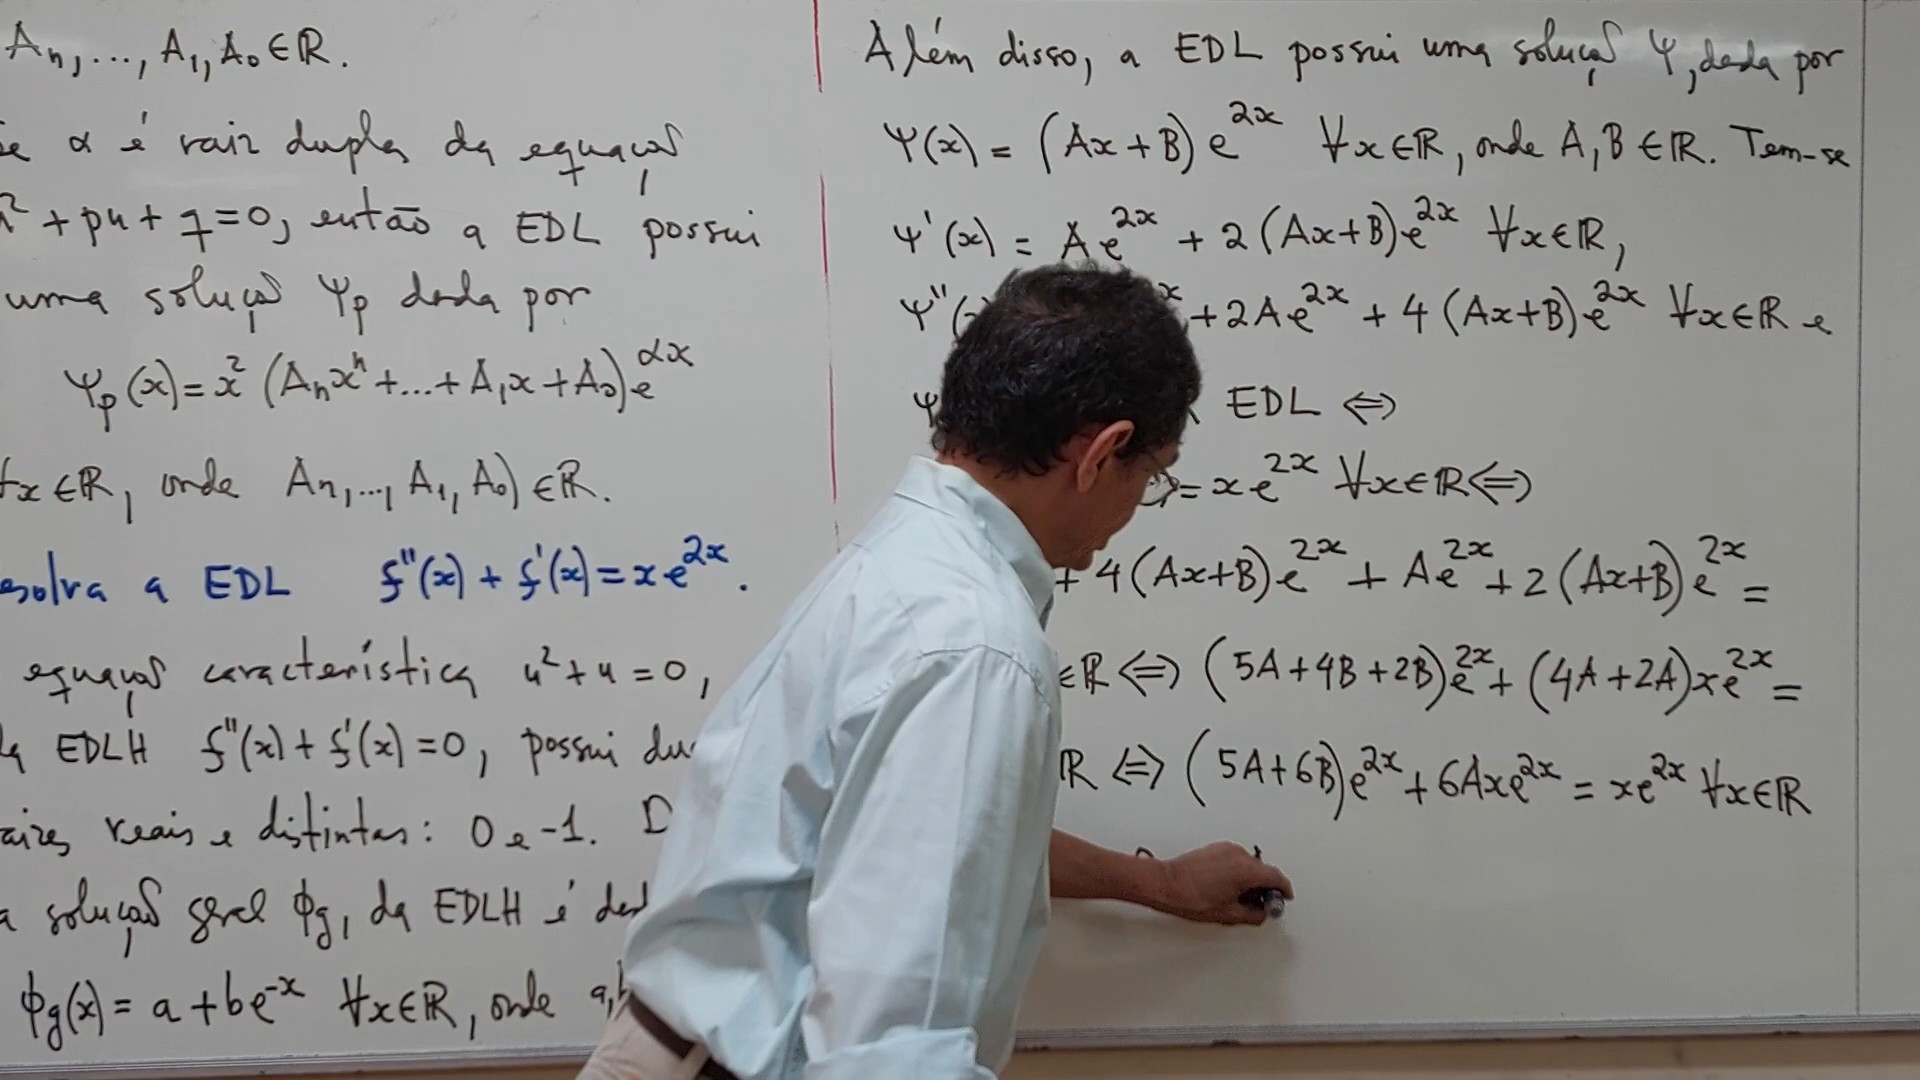 An, ..., A₁, A₀ ∈ ℝ.
α é raiz dupla da equação
+ pu + q = 0, então a EDL possui
uma solução Ψp dada por
Ψp(x) = x² (Anxⁿ + ... + A₁x + A₀)e^{αx}
∀x ∈ ℝ, onde An, ..., A₁, A₀) ∈ ℝ.
a EDL f''(x) + f'(x) = xe^{2x}.
equação característica u² + u = 0,
EDLH f''(x) + f'(x) = 0, possui
reais e distintas: 0 e -1.
a solução geral ϕg, da EDLH é
ϕg(x) = a + be^{-x} ∀x ∈ ℝ, onde
Além disso, a EDL possui uma solução Ψ, dada por
Ψ(x) = (Ax + B) e^{2x} ∀x ∈ ℝ, onde A, B ∈ ℝ. Tem-se
Ψ'(x) = Ae^{2x} + 2(Ax+B)e^{2x} ∀x ∈ ℝ,
Ψ''( + 2Ae^{2x} + 4(Ax+B)e^{2x} ∀x ∈ ℝ e
EDL ⇔
= xe^{2x} ∀x ∈ ℝ ⇔
+ 4(Ax+B)e^{2x} + Ae^{2x} + 2(Ax+B)e^{2x} =
∈ ℝ ⇔ (5A + 4B + 2B)e^{2x} + (4A + 2A)xe^{2x} =
ℝ ⇔ (5A + 6B)e^{2x} + 6Axe^{2x} = xe^{2x} ∀x ∈ ℝ